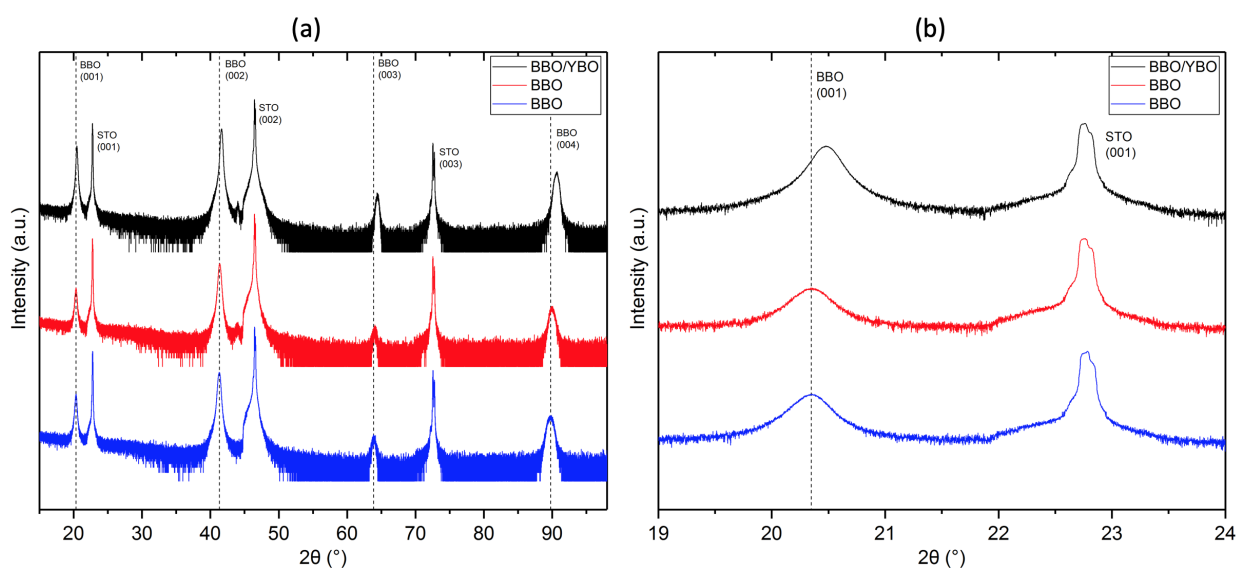 (a)
BBO
(001)
STO
(001)
BBO
(002)
STO
(002)
BBO
(003)
STO
(003)
BBO
(004)
BBO/YBO
BBO
BBO
Intensity (a.u.)
20 30 40 50 60 70 80 90
2θ (°)
(b)
BBO
(001)
STO
(001)
BBO/YBO
BBO
BBO
Intensity (a.u.)
19 20 21 22 23 24
2θ (°)